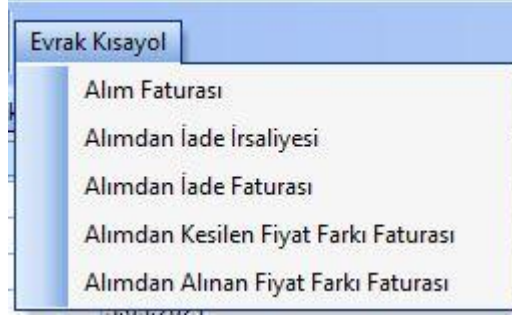 Evrak Kısayol
Alım Faturası
Alımdan İade İrsaliyesi
Alımdan İade Faturası
Alımdan Kesilen Fiyat Farkı Faturası
Alımdan Alınan Fiyat Farkı Faturası